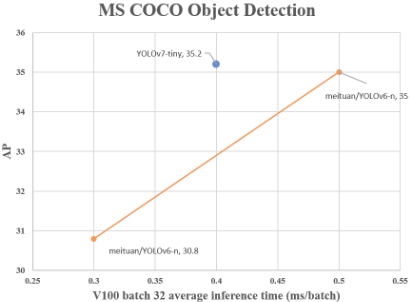 MS COCO Object Detection
36
YOLOv7-tiny, 35.2
35
meituan/YOLOv6-n, 35
34
33
AP
32
31
meituan/YOLOv6-n, 30.8
30
0.25 0.3 0.35 0.4 0.45 0.5 0.55
V100 batch 32 average inference time (ms/batch)